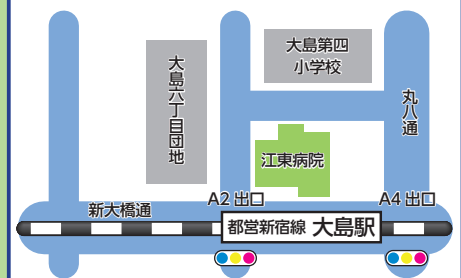 大島第四
小学校
大島六丁目団地
丸八通
江東病院
A2 出口
A4 出口
新大橋通
都営新宿線 大島駅